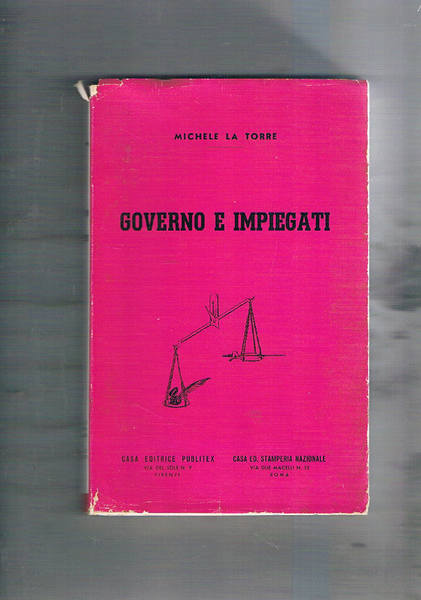 MICHELE LA TORRE
GOVERNO E IMPIEGATI
CASA EDITRICE PUBLITEX
VIA DEL SOLE N. 9
FIRENZE
CASA ED. STAMPERIA NAZIONALE
VIA DUE MACELLI N. 12
ROMA